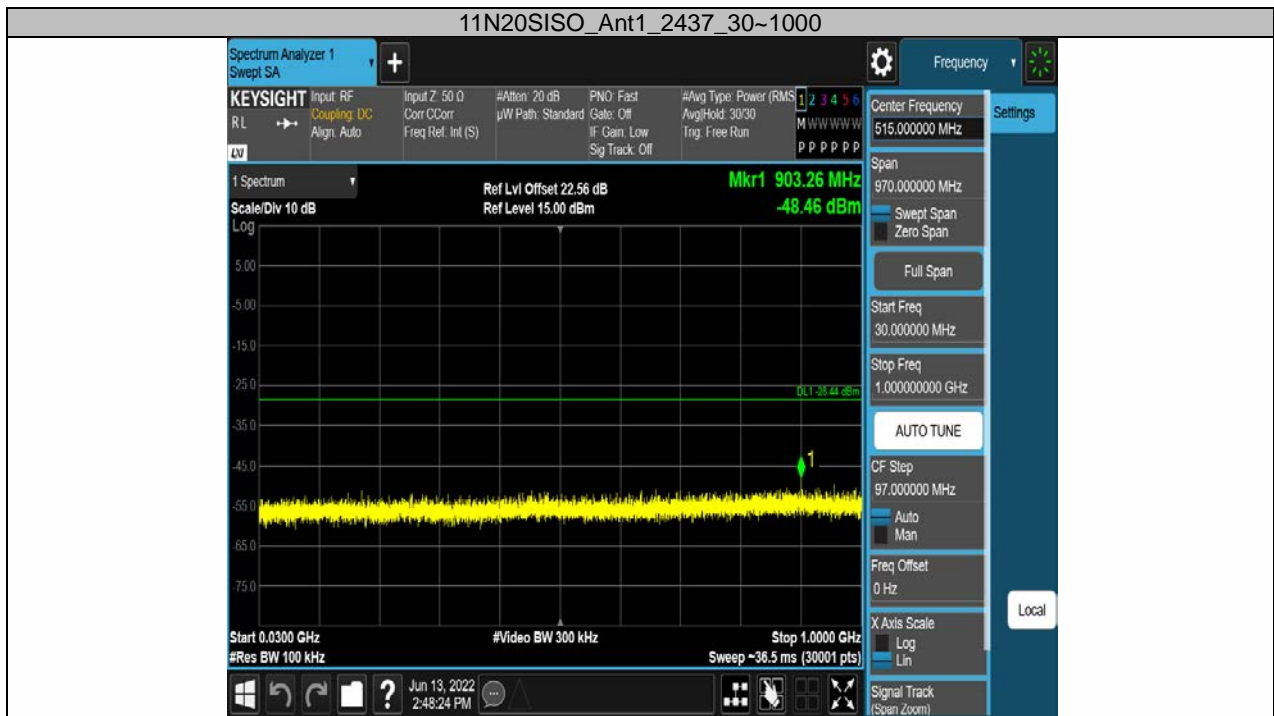 11N20SISO_Ant1_2437_30~1000
Spectrum Analyzer 1
Swept SA
Frequency
KEYSIGHT
RL
LXI
Input: RF
Coupling: DC
Align: Auto
Input Z: 50 Ω
Corr CCorr
Freq Ref: Int (S)
#Atten: 20 dB
µW Path: Standard
PNO: Fast
Gate: Off
IF Gain: Low
Sig Track: Off
#Avg Type: Power (RMS
Avg|Hold: 30/30
Trig: Free Run
1 2 3 4 5 6
M W W W W W
P P P P P P
1 Spectrum
Scale/Div 10 dB
Log
Ref Lvl Offset 22.56 dB
Ref Level 15.00 dBm
Mkr1 903.26 MHz
-48.46 dBm
5.00
-5.00
-15.0
-25.0
DL1 -28.44 dBm
-35.0
-45.0
1
-55.0
-65.0
-75.0
Start 0.0300 GHz
#Res BW 100 kHz
#Video BW 300 kHz
Stop 1.0000 GHz
Sweep ~36.5 ms (30001 pts)
Jun 13, 2022
2:48:24 PM
Center Frequency
515.000000 MHz
Settings
Span
970.000000 MHz
Swept Span
Zero Span
Full Span
Start Freq
30.000000 MHz
Stop Freq
1.000000000 GHz
AUTO TUNE
CF Step
97.000000 MHz
Auto
Man
Freq Offset
0 Hz
Local
X Axis Scale
Log
Lin
Signal Track
(Span Zoom)